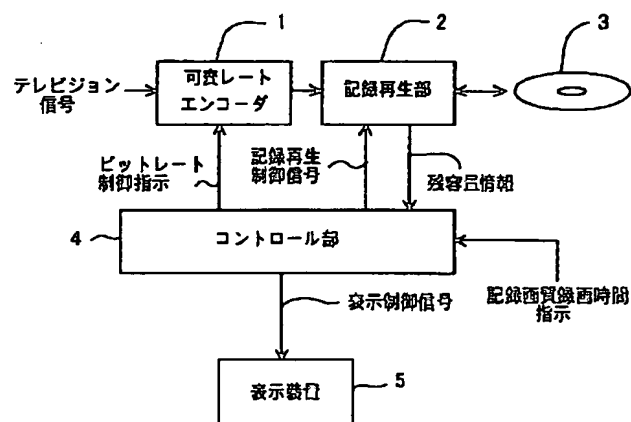 1
2
3
テレビジョン
信号
可変レート
エンコーダ
記録再生部
ビットレート
制御指示
記録再生
制御信号
残容量情報
4
コントロール部
表示制御信号
記録画質録画時間
指示
表示装置
5